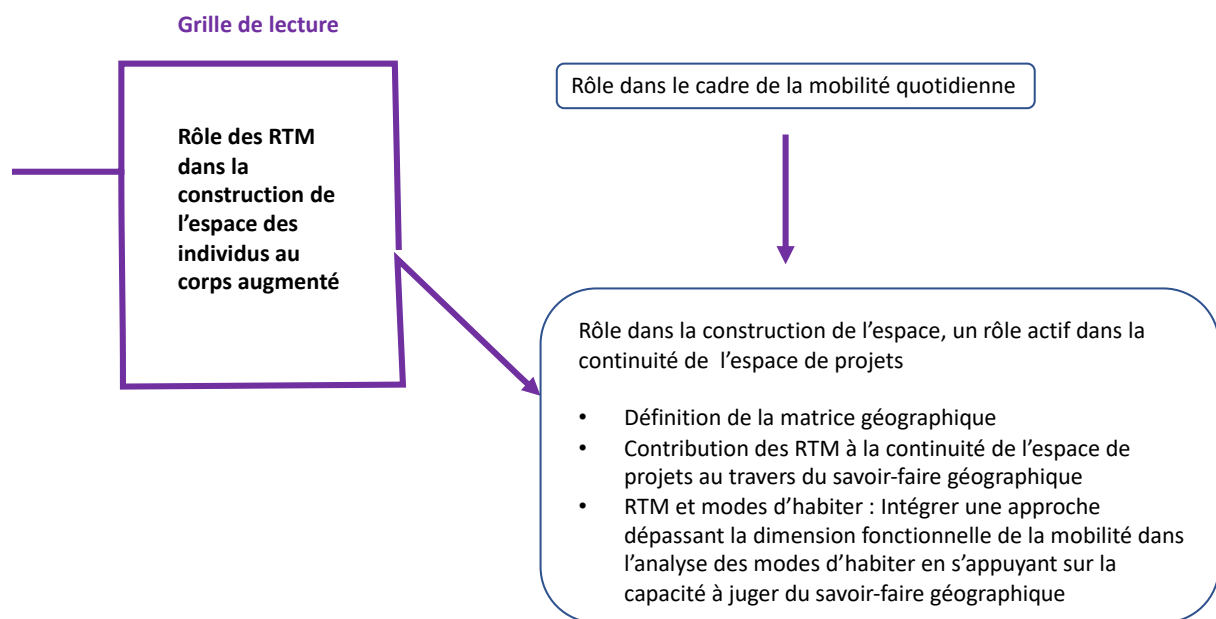 Grille de lecture
Rôle dans le cadre de la mobilité quotidienne
Rôle des RTM
dans la
construction de
l’espace des
individus au
corps augmenté
Rôle dans la construction de l’espace, un rôle actif dans la
continuité de  l’espace de projets
• Définition de la matrice géographique
• Contribution des RTM à la continuité de l’espace de
projets au travers du savoir-faire géographique
• RTM et modes d’habiter : Intégrer une approche
dépassant la dimension fonctionnelle de la mobilité dans
l’analyse des modes d’habiter en s’appuyant sur la
capacité à juger du savoir-faire géographique